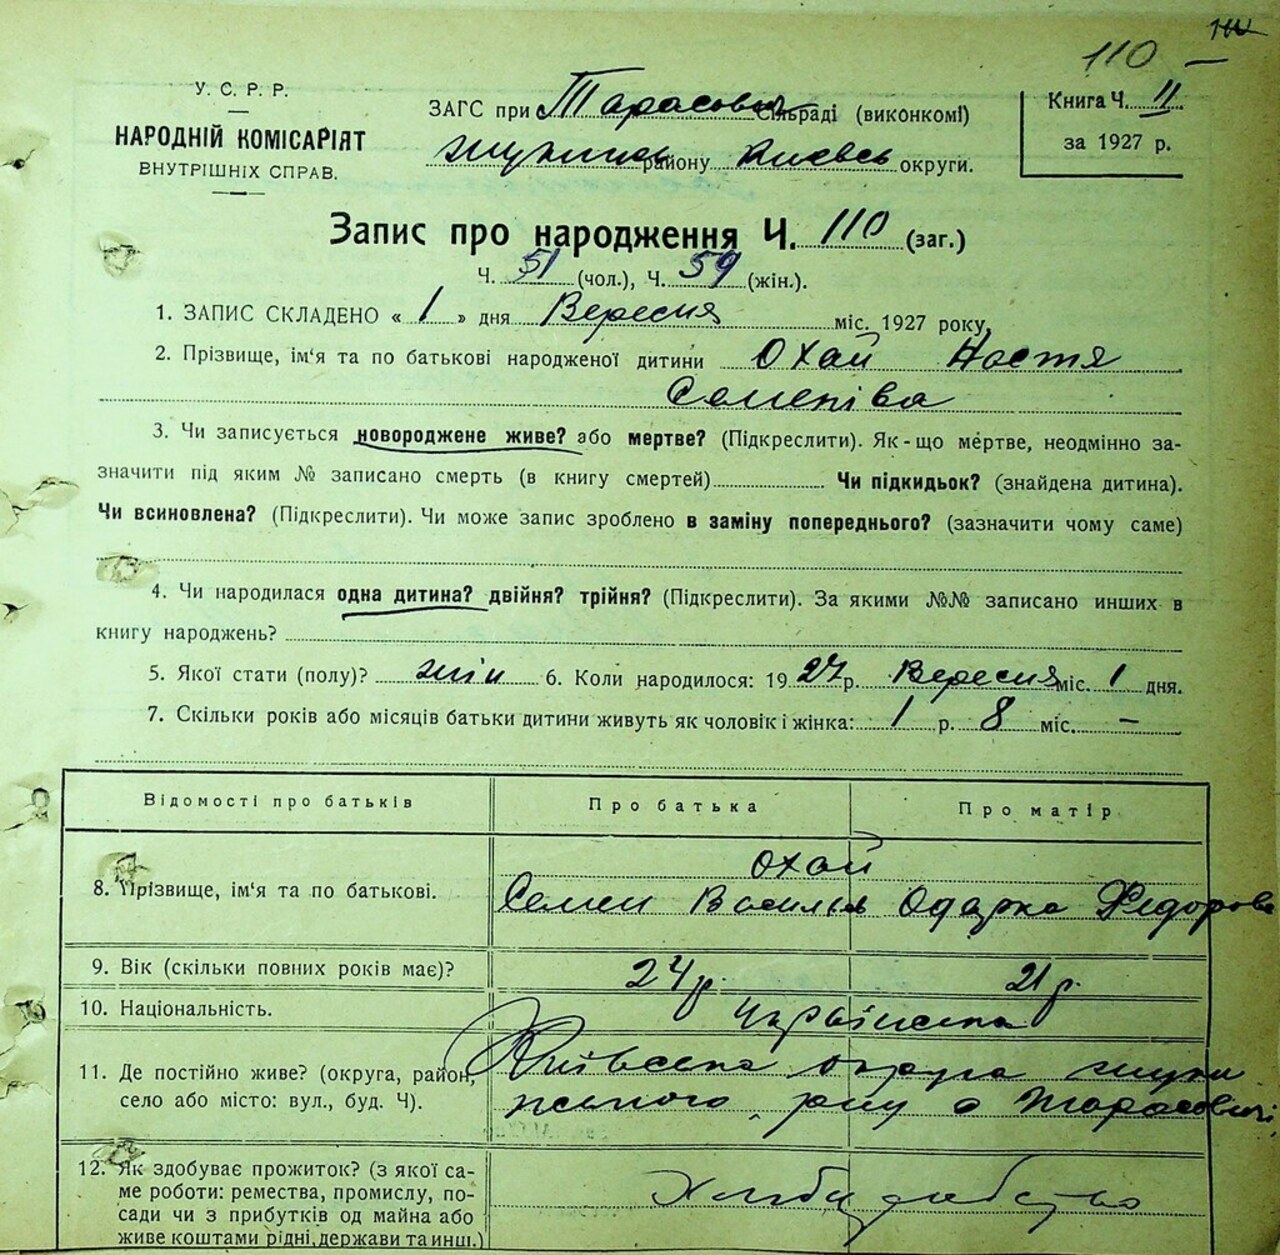 110 —
У. С. Р. Р.
НАРОДНІЙ КОМІСАРІЯТ
ВНУТРІШНІХ СПРАВ.
ЗАГС при с Тарасович Сільраді (виконкомі)
району Києвсь округи.
Книга Ч. II
за 1927 р.
Запис про народження Ч. 110 (заг.)
Ч. 51 (чол.), Ч. 59 (жін.).
1. ЗАПИС СКЛАДЕНО « 1 » дня Вересня міс. 1927 року,
2. Прізвище, ім'я та по батькові народженої дитини Охай Настя
Семенівa
3. Чи записується новороджене живе? або мертве? (Підкреслити). Як-що мертве, неодмінно за-
значити під яким № записано смерть (в книгу смертей) Чи підкидьок? (знайдена дитина).
Чи всиновлена? (Підкреслити). Чи може запис зроблено в заміну попереднього? (зазначити чому саме)
4. Чи народилася одна дитина? двійня? трійня? (Підкреслити). За якими №№ записано инших в
книгу народжень?
5. Якої стати (полу)? жін 6. Коли народилося: 1927 р. Вересня міс. 1 дня.
7. Скільки років або місяців батьки дитини живуть як чоловік і жінка: 1 р. 8 міс. —
Відомості про батьків Про батька Про матір
Охай
8. Прізвище, ім'я та по батькові. Семен Васильів Одарка Федорова
9. Вік (скільки повних років має)? 24 р. 21 р.
10. Національність. Українська
11. Де постійно живе? (округа, район, Київська округа
село або місто: вул., буд. Ч). ну с Тарасовичі
12. Як здобуває прожиток? (з якої са-
ме роботи: ремества, промислу, по-
сади чи з прибутків од майна або
живе коштами рідні, держави та инш.)
Хлібодобство